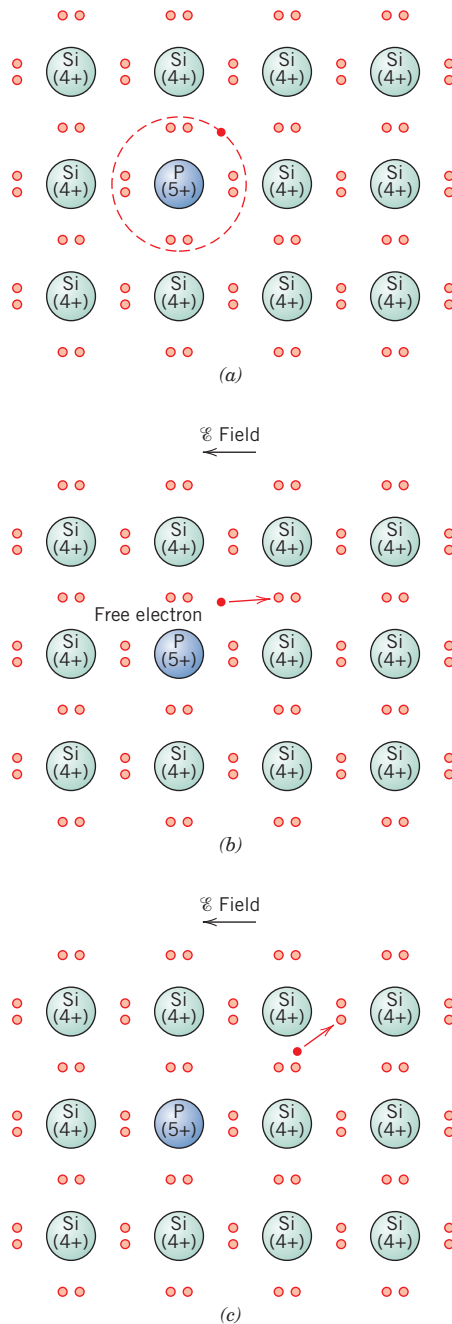 Si Si Si Si
(4+) (4+) (4+) (4+)
Si P Si Si
(4+) (5+) (4+) (4+)
Si Si Si Si
(4+) (4+) (4+) (4+)
(a)
ℰ Field
Si Si Si Si
(4+) (4+) (4+) (4+)
Free electron
Si P Si Si
(4+) (5+) (4+) (4+)
Si Si Si Si
(4+) (4+) (4+) (4+)
(b)
ℰ Field
Si Si Si Si
(4+) (4+) (4+) (4+)
Si P Si Si
(4+) (5+) (4+) (4+)
Si Si Si Si
(4+) (4+) (4+) (4+)
(c)